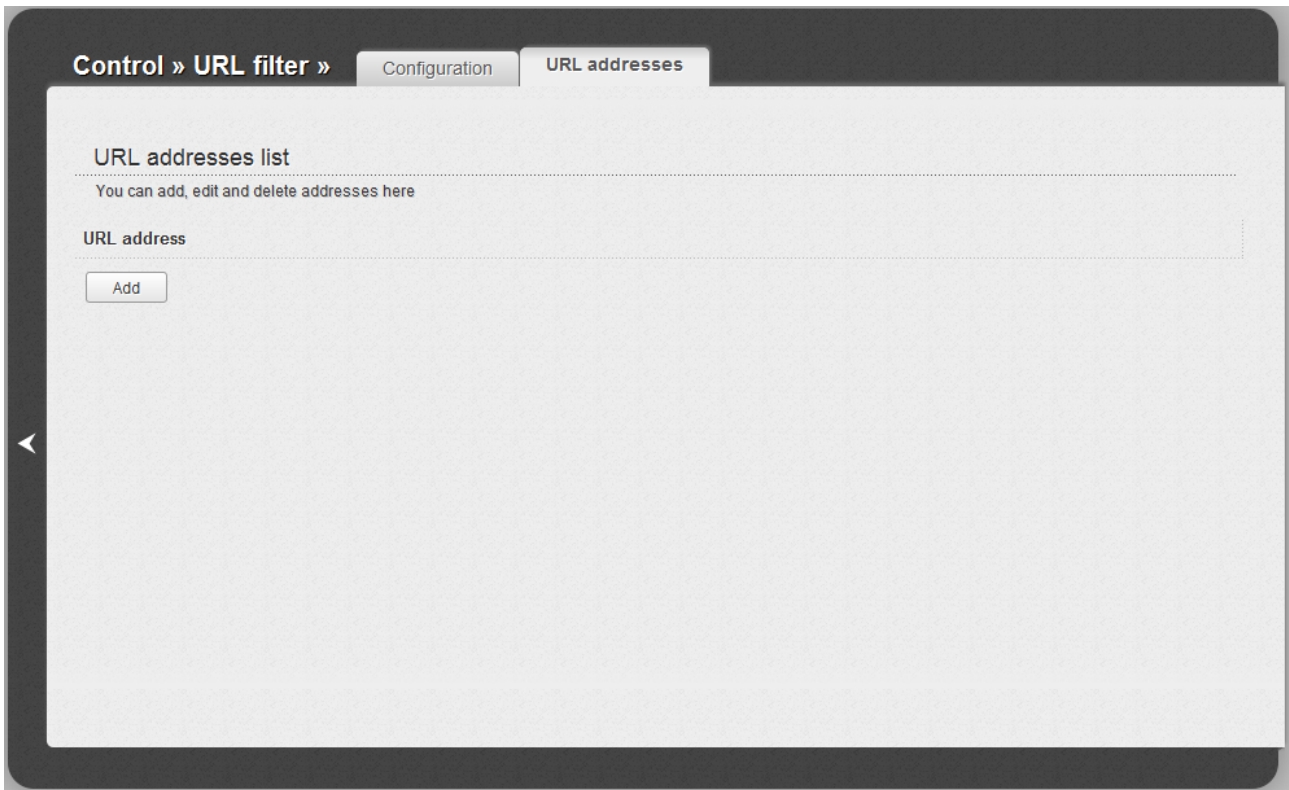 Control » URL filter » Configuration URL addresses
URL addresses list
You can add, edit and delete addresses here
URL address
Add